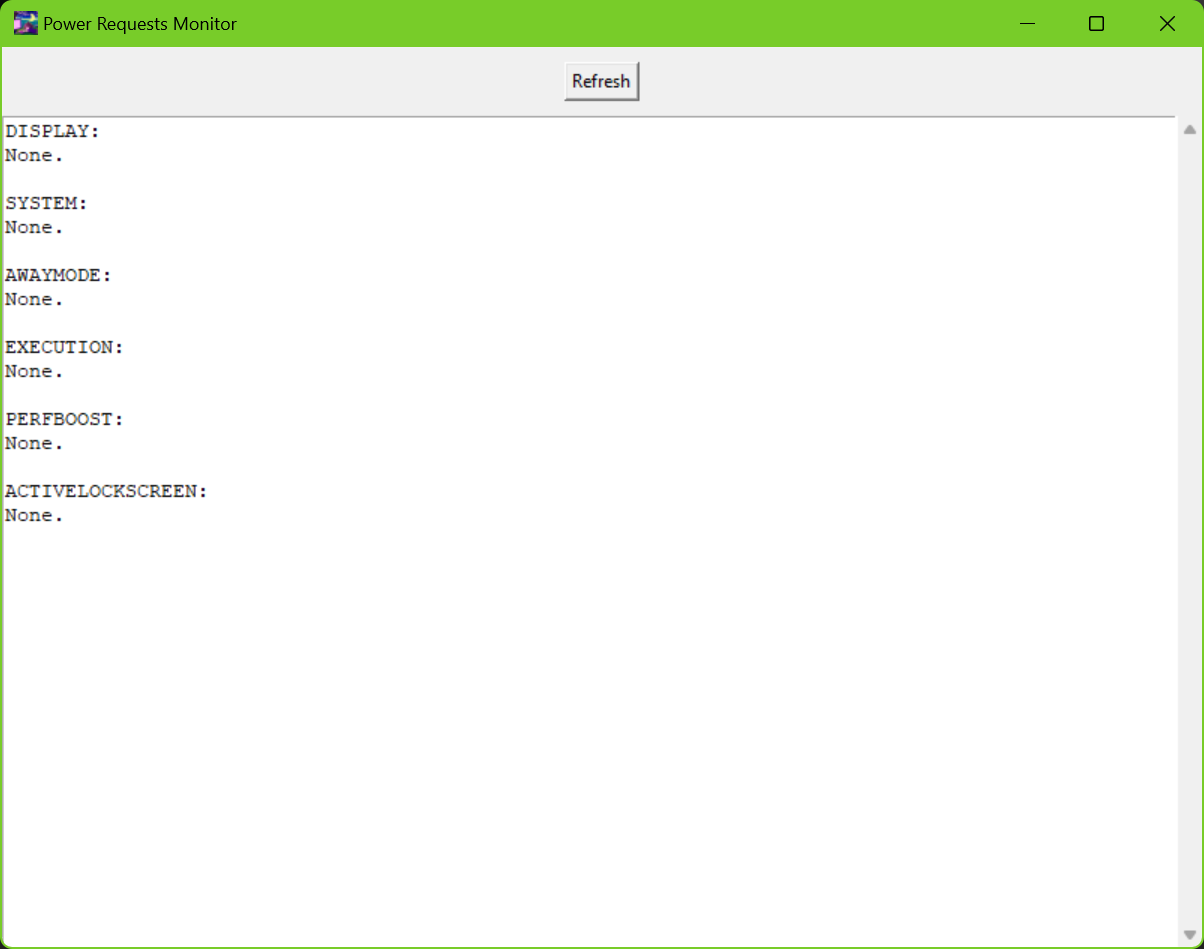 Power Requests Monitor
Refresh
DISPLAY:
None.
SYSTEM:
None.
AWAYMODE:
None.
EXECUTION:
None.
PERFBOOST:
None.
ACTIVELOCKSCREEN:
None.